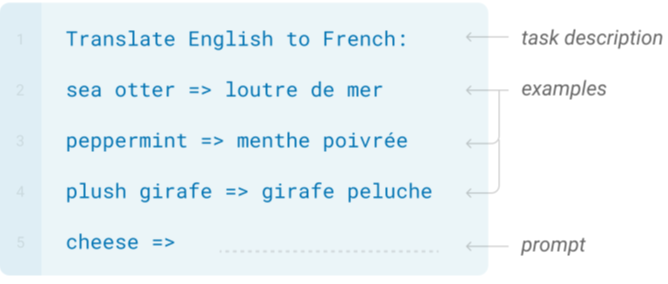 1 Translate English to French: task description
2 sea otter => loutre de mer examples
3 peppermint => menthe poivrée
4 plush girafe => girafe peluche
5 cheese => prompt